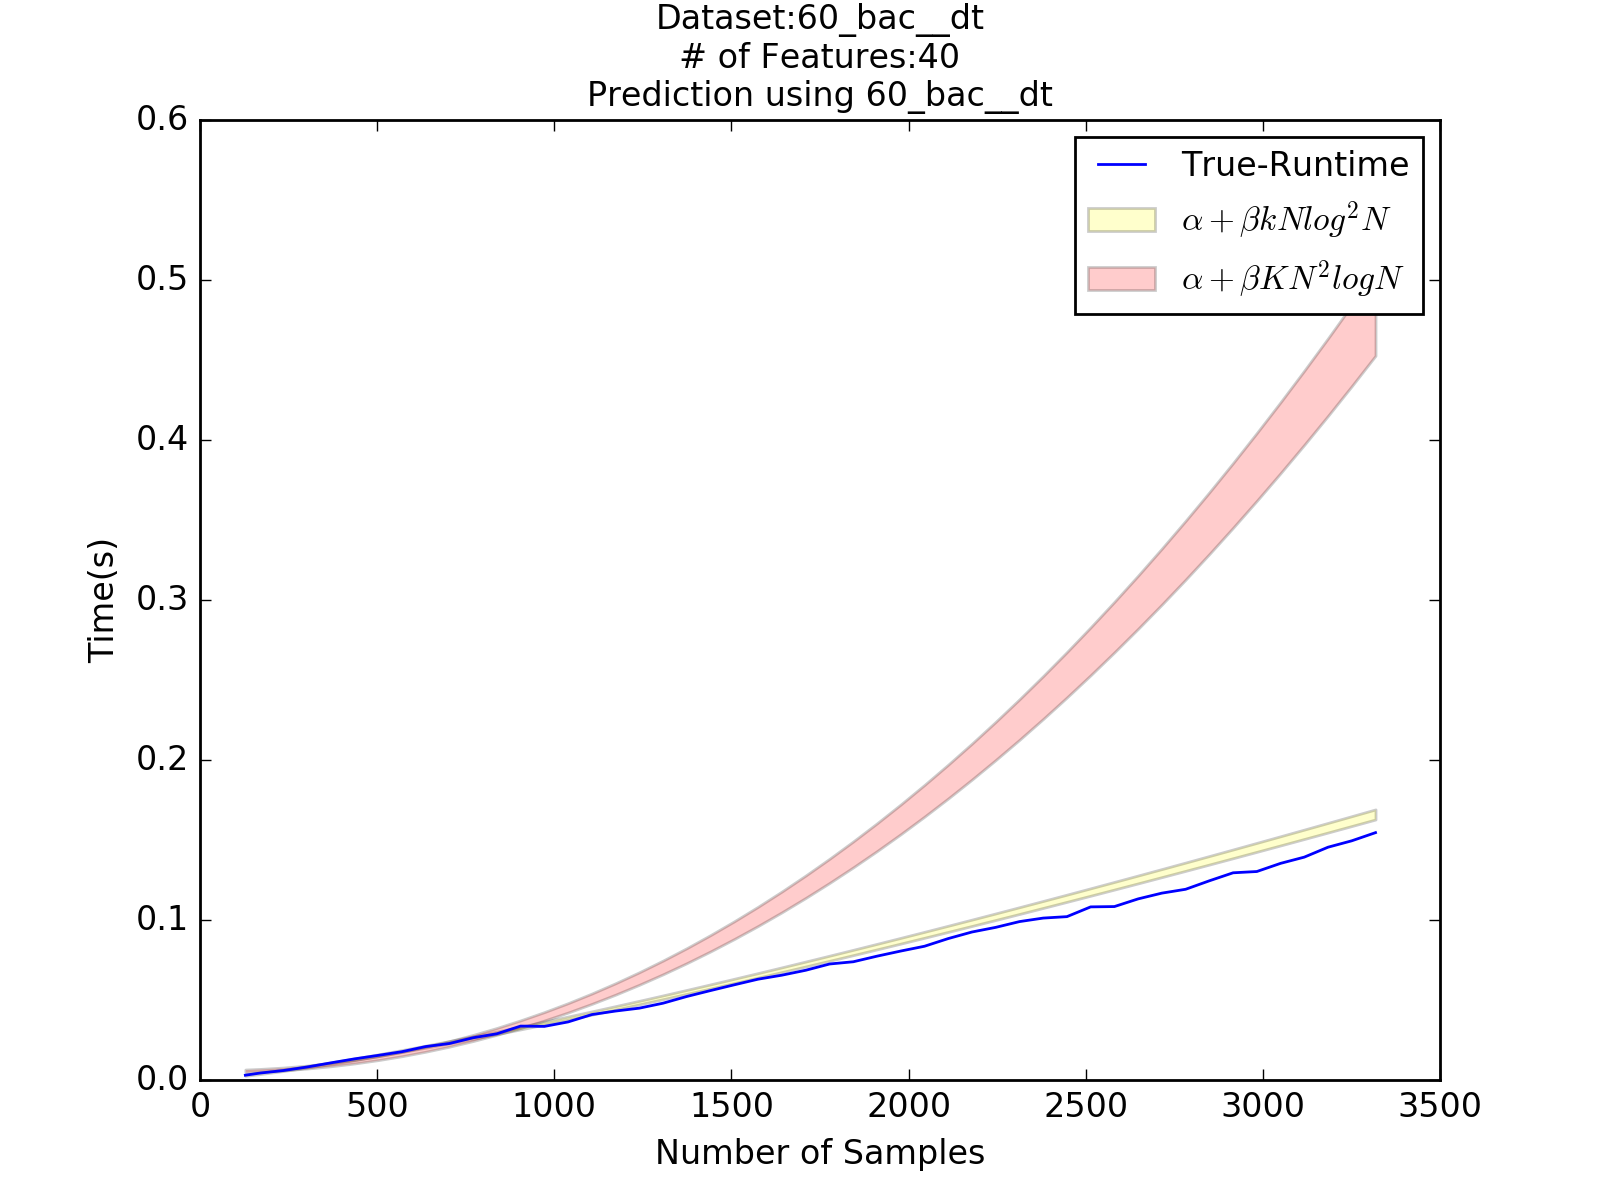 Dataset:60_bac__dt
# of Features:40
Prediction using 60_bac__dt
0.6
0.5
0.4
0.3
0.2
0.1
0.0
Time(s)
True-Runtime
α + βkNlog²N
α + βKN²logN
0 500 1000 1500 2000 2500 3000 3500
Number of Samples